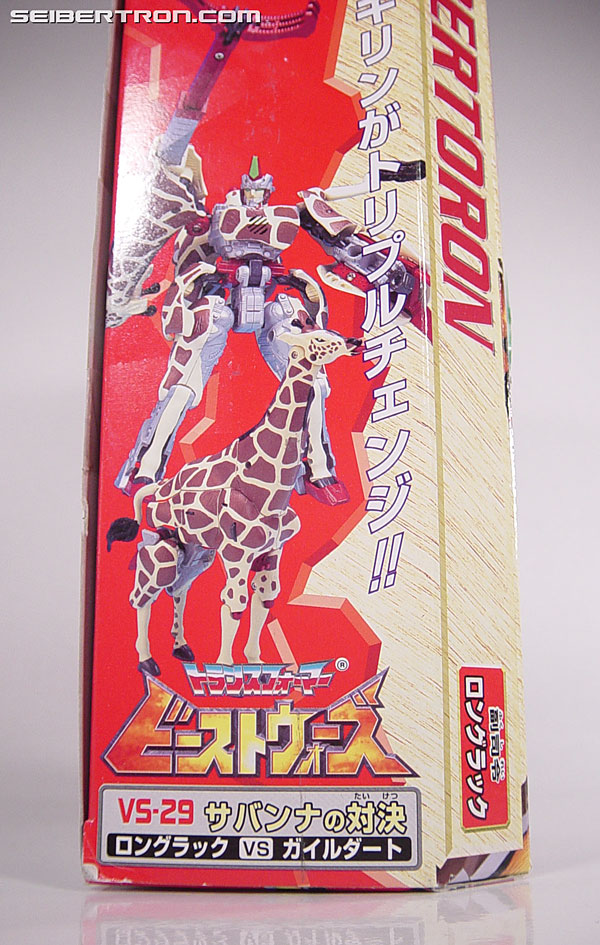 SEIBERTRON.com
キリンがトリプルチェンジ!!
ERTORON
トランスフォーマー®
ビーストウォーズ
VS-29 サバンナの対決
たいけつ
ロングラック VS ガイルダート
副司令
ロングラック